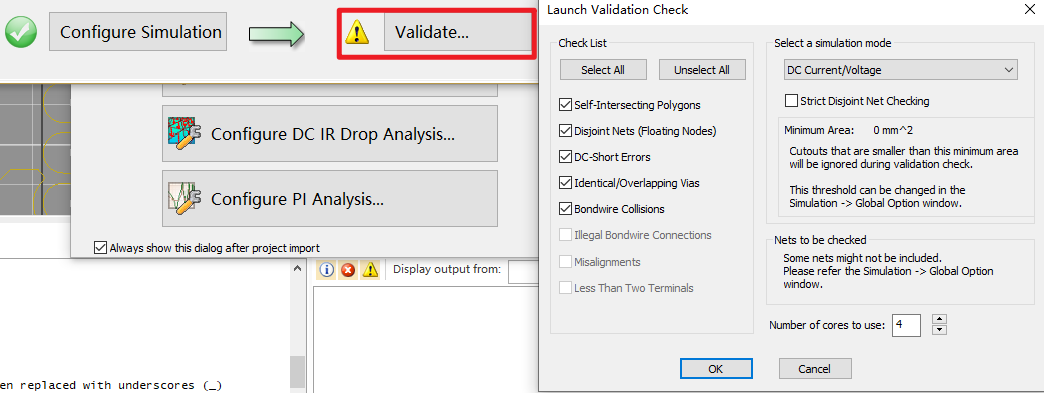 Configure Simulation
Validate...
Configure DC IR Drop Analysis...
Configure PI Analysis...
Always show this dialog after project import
Display output from:
en replaced with underscores (_)
Launch Validation Check
Check List
Select All
Unselect All
Self-Intersecting Polygons
Disjoint Nets (Floating Nodes)
DC-Short Errors
Identical/Overlapping Vias
Bondwire Collisions
Illegal Bondwire Connections
Misalignments
Less Than Two Terminals
Select a simulation mode
DC Current/Voltage
Strict Disjoint Net Checking
Minimum Area: 0 mm^2
Cutouts that are smaller than this minimum area
will be ignored during validation check.
This threshold can be changed in the
Simulation -> Global Option window.
Nets to be checked
Some nets might not be included.
Please refer the Simulation -> Global Option
window.
Number of cores to use: 4
OK
Cancel